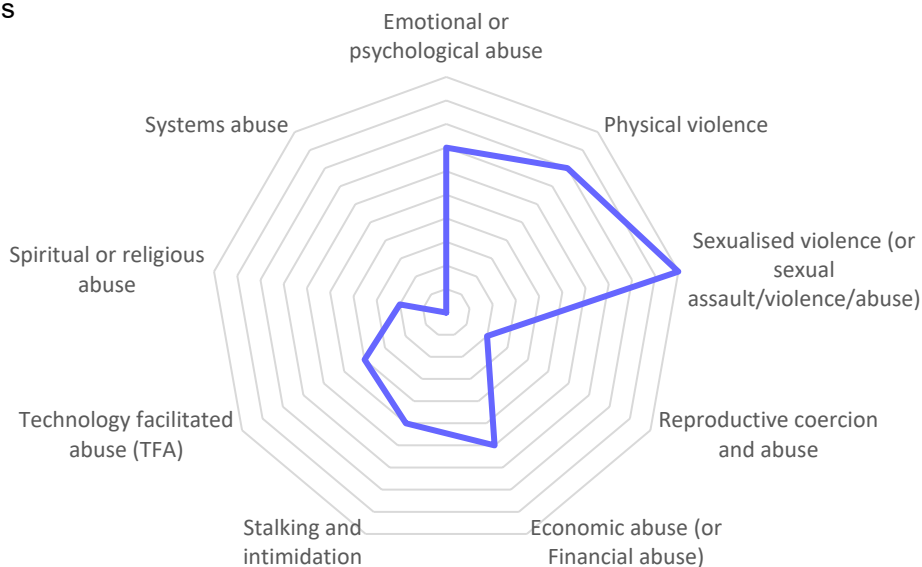 s
Emotional or
psychological abuse
Systems abuse
Physical violence
Spiritual or religious
abuse
Sexualised violence (or
sexual
assault/violence/abuse)
Technology facilitated
abuse (TFA)
Reproductive coercion
and abuse
Stalking and
intimidation
Economic abuse (or
Financial abuse)